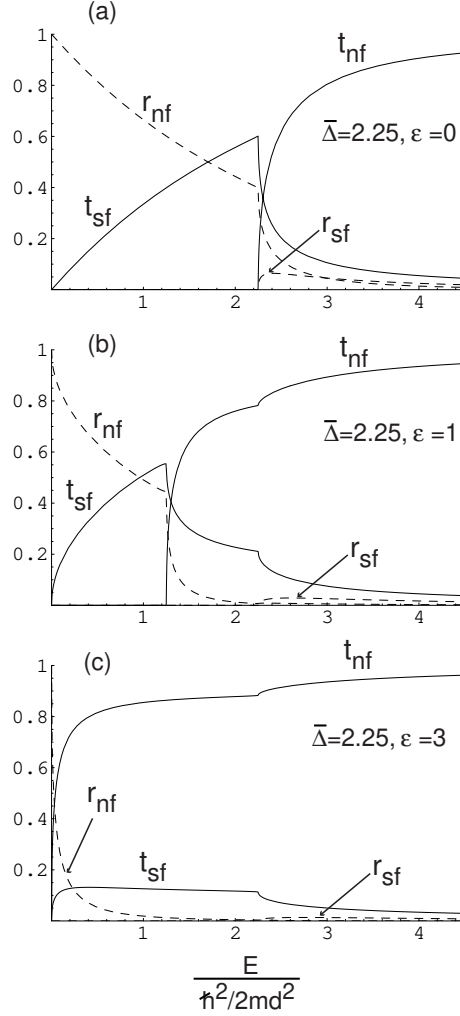 (a)
1
0.8
0.6
0.4
0.2
1 2 3 4
r_nf
t_sf
t_nf
Δ̄=2.25, ε=0
r_sf
(b)
1
0.8
0.6
0.4
0.2
1 2 3 4
r_nf
t_sf
t_nf
Δ̄=2.25, ε=1
r_sf
(c)
1
0.8
0.6
0.4
0.2
1 2 3 4
t_nf
Δ̄=2.25, ε=3
r_nf
t_sf
r_sf
E
ħ²/2md²